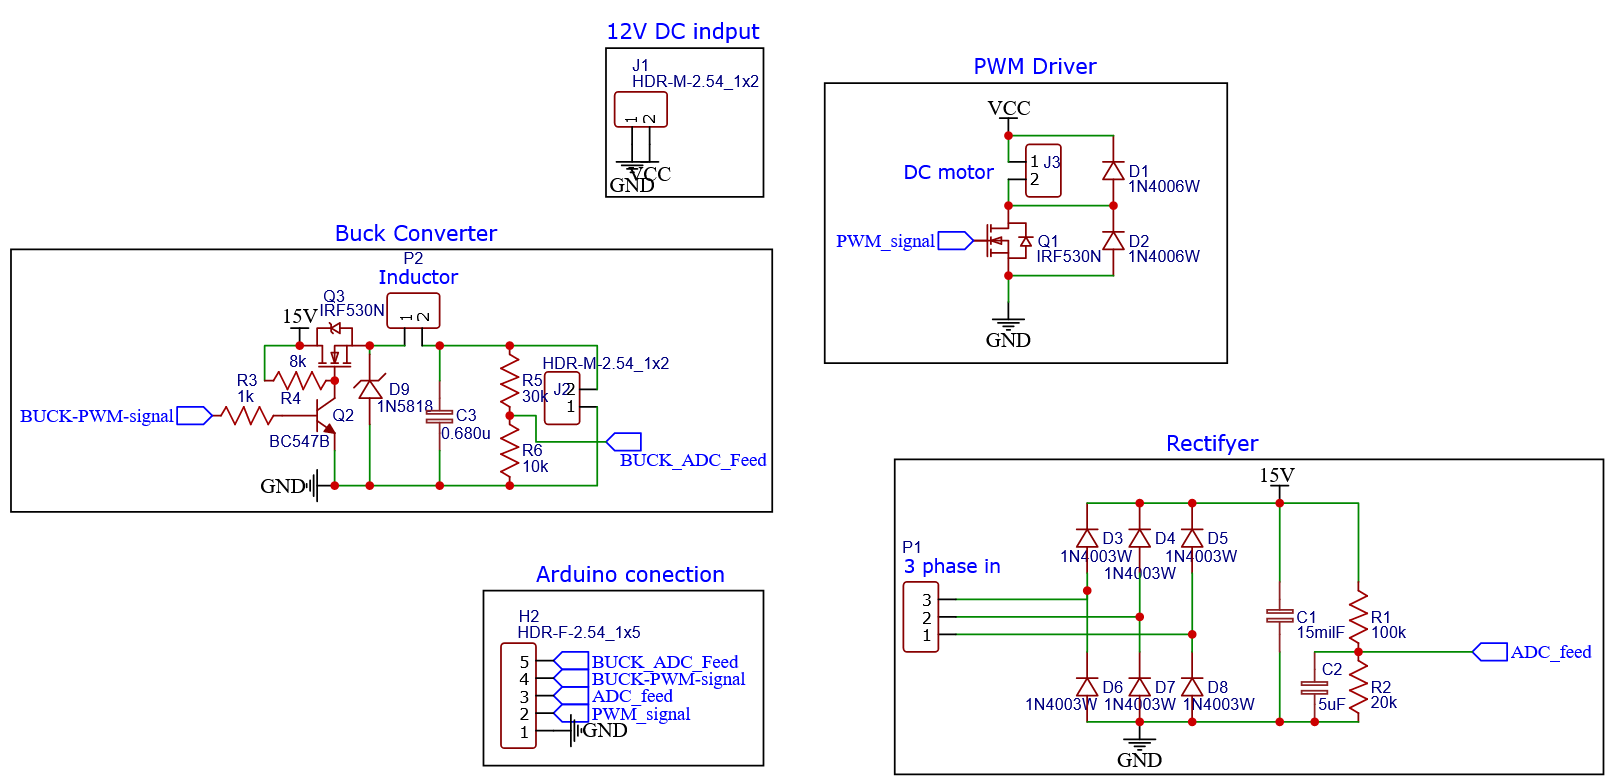 12V DC indput
J1
HDR-M-2.54_1x2
1
2
VCC
GND
PWM Driver
VCC
1
2
J3
DC motor
D1
1N4006W
PWM_signal
Q1
IRF530N
D2
1N4006W
GND
Buck Converter
P2
Inductor
1
2
Q3
IRF530N
15V
8k
R4
R3
1k
BUCK-PWM-signal
Q2
BC547B
D9
1N5818
C3
0.680u
R5
30k
HDR-M-2.54_1x2
J2
2
1
R6
10k
BUCK_ADC_Feed
GND
Arduino conection
H2
HDR-F-2.54_1x5
5 BUCK_ADC_Feed
4 BUCK-PWM-signal
3 ADC_feed
2 PWM_signal
1 GND
Rectifyer
15V
P1
3 phase in
3
2
1
D3
1N4003W
D4
1N4003W
D5
1N4003W
D6
1N4003W
D7
1N4003W
D8
1N4003W
C1
15milF
R1
100k
C2
5uF
R2
20k
ADC_feed
GND